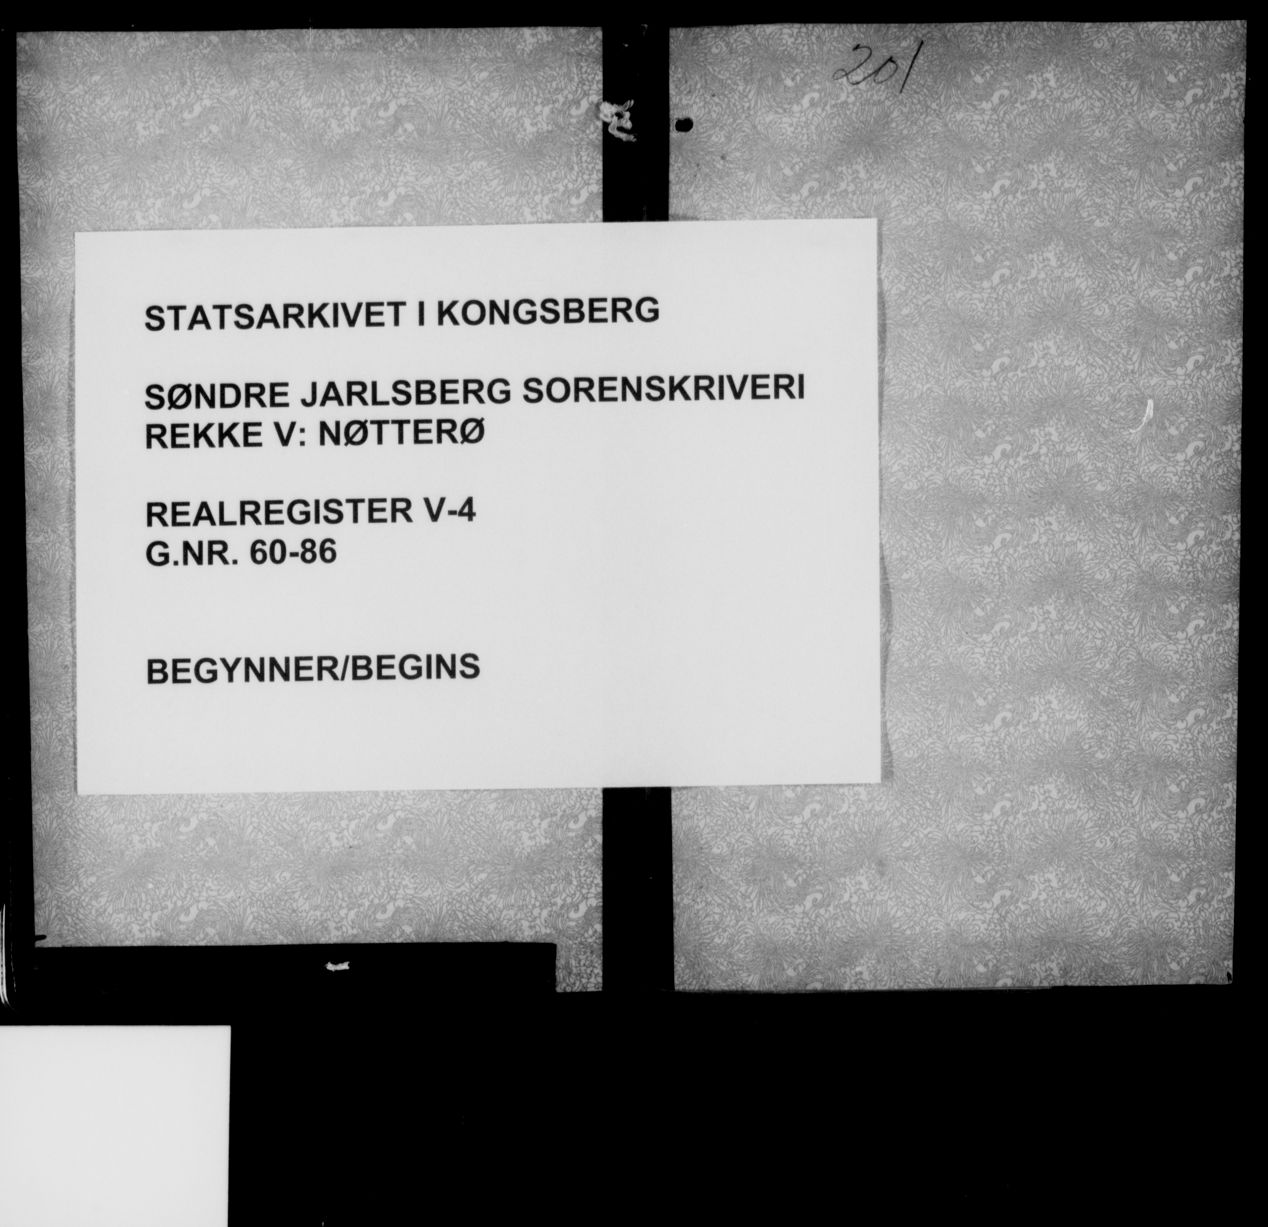 201
STATSARKIVET I KONGSBERG
SØNDRE JARLSBERG SORENSKRIVERI
REKKE V: NØTTERØ
REALREGISTER V-4
G.NR. 60-86
BEGYNNER/BEGINS